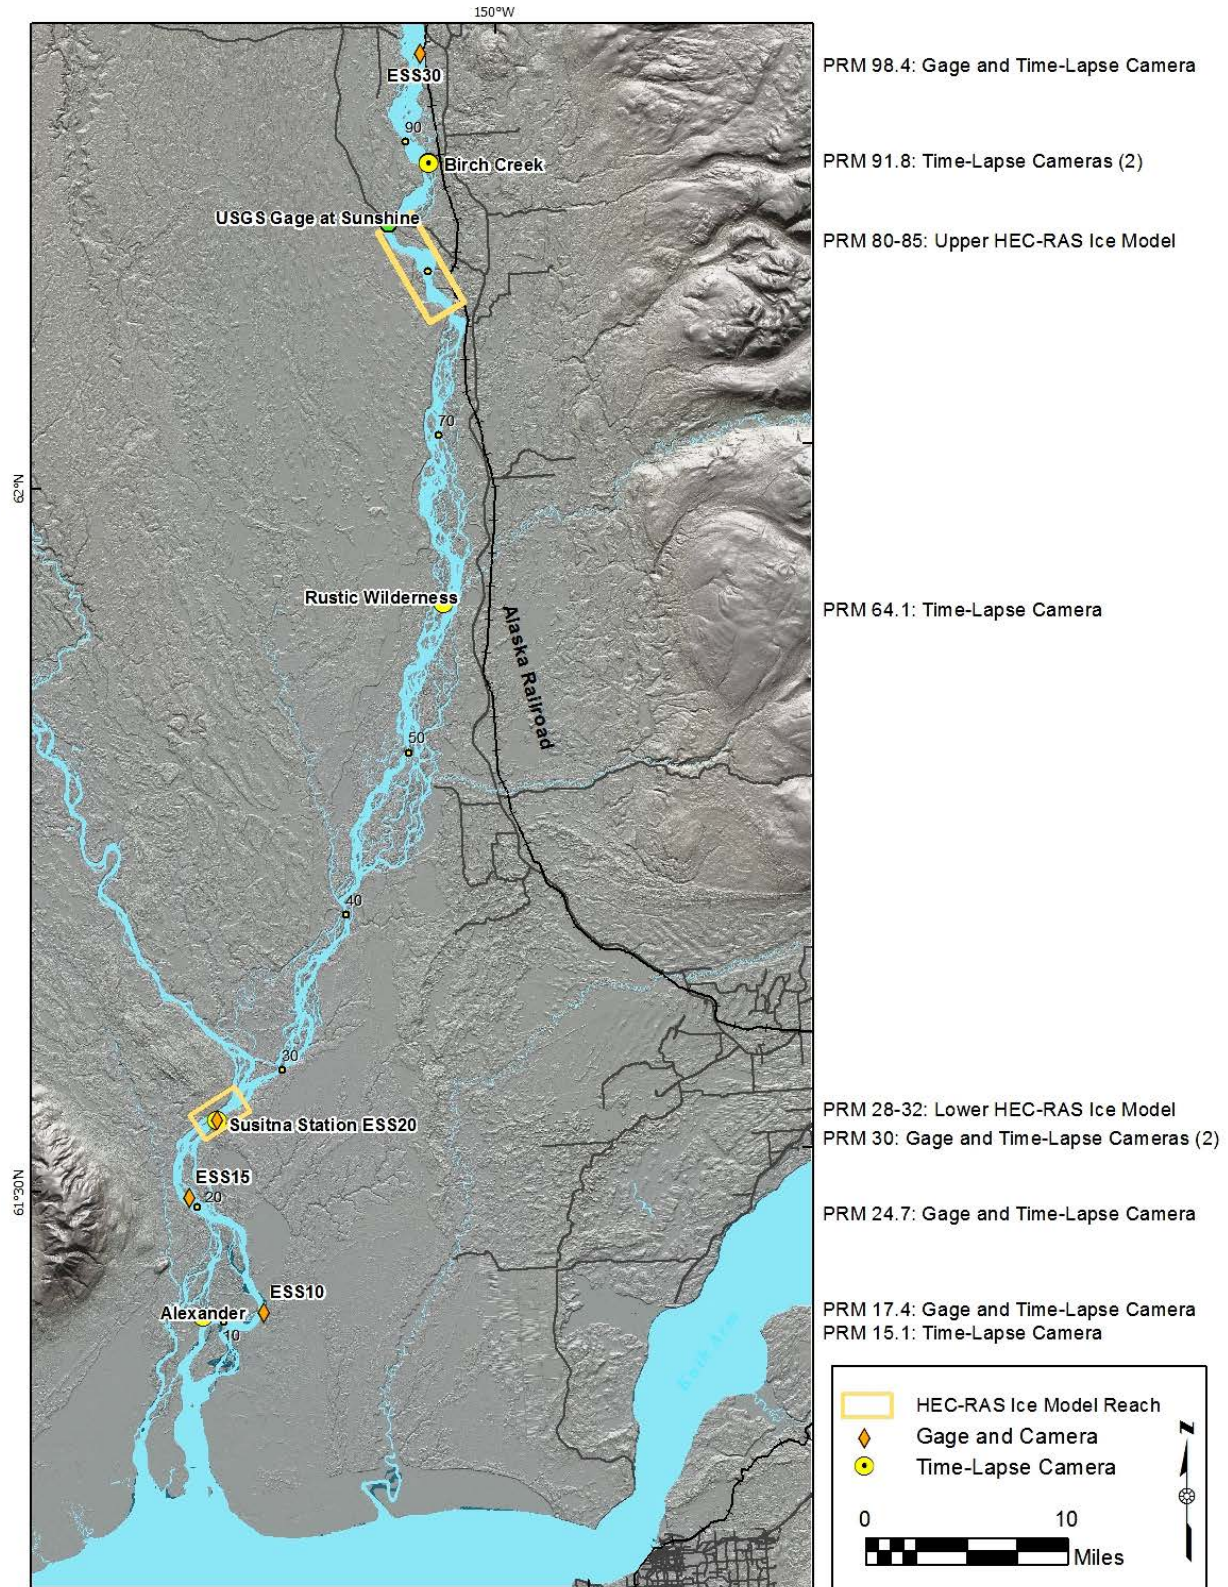 150°W
PRM 98.4: Gage and Time-Lapse Camera
ESS30
90
Birch Creek
PRM 91.8: Time-Lapse Cameras (2)
USGS Gage at Sunshine
PRM 80-85: Upper HEC-RAS Ice Model
70
62°N
Rustic Wilderness
PRM 64.1: Time-Lapse Camera
Alaska Railroad
50
40
30
PRM 28-32: Lower HEC-RAS Ice Model
Susitna Station ESS20
PRM 30: Gage and Time-Lapse Cameras (2)
ESS15
61°30'N
20
PRM 24.7: Gage and Time-Lapse Camera
ESS10
Alexander
PRM 17.4: Gage and Time-Lapse Camera
10
PRM 15.1: Time-Lapse Camera
Knik Arm
HEC-RAS Ice Model Reach
Gage and Camera
Time-Lapse Camera
N
0 10
Miles